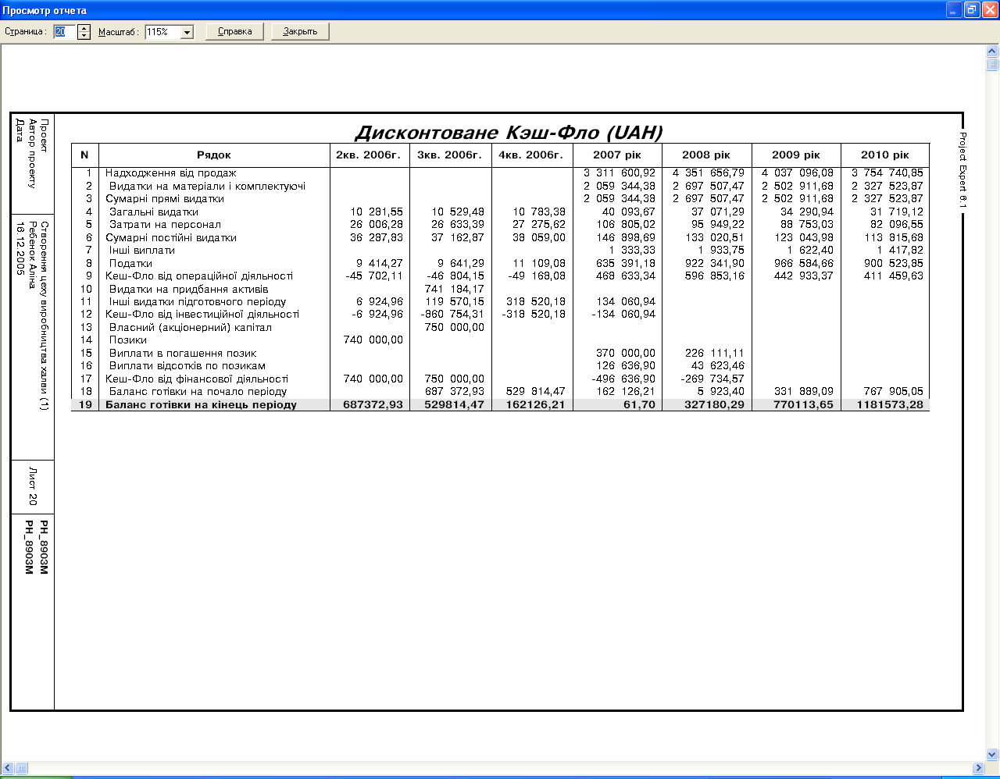 Просмотр отчета
Страница : 20 Масштаб : 115% Справка Закрыть
Проект
Автор проекту
Дата
Створення цеху виробництва халви (1)
Ребенок Аліна
16.12.2005
Лист 20
PH_8903M
PH_8903M
Project Expert 6.1
Дисконтоване Кэш-Фло (UAH)
N Рядок 2кв. 2006г. 3кв. 2006г. 4кв. 2006г. 2007 рік 2008 рік 2009 рік 2010 рік
1 Надходження від продаж 3 311 600,92 4 351 656,79 4 037 096,08 3 754 740,85
2 Видатки на матеріали і комплектуючі 2 059 344,38 2 697 507,47 2 502 911,68 2 327 523,87
3 Сумарні прямі видатки 2 059 344,38 2 697 507,47 2 502 911,68 2 327 523,87
4 Загальні видатки 10 281,55 10 529,48 10 783,38 40 093,67 37 071,29 34 290,94 31 719,12
5 Затрати на персонал 26 006,28 26 633,39 27 275,62 106 805,02 95 949,22 88 753,03 82 096,55
6 Сумарні постійні видатки 36 287,83 37 162,87 38 059,00 146 898,69 133 020,51 123 043,98 113 815,68
7 Інші виплати 1 333,33 1 933,75 1 622,40 1 417,82
8 Податки 9 414,27 9 641,29 11 109,08 635 391,18 922 341,90 966 584,66 900 523,85
9 Кеш-Фло від операційної діяльності -45 702,11 -46 804,15 -49 168,08 468 633,34 596 853,16 442 933,37 411 459,63
10 Видатки на придбання активів 741 184,17
11 Інші видатки підготовчого періоду 6 924,96 119 570,15 318 520,18 134 060,94
12 Кеш-Фло від інвестиційної діяльності -6 924,96 -860 754,31 -318 520,18 -134 060,94
13 Власний (акціонерний) капітал 750 000,00
14 Позики 740 000,00
15 Виплати в погашення позик 370 000,00 226 111,11
16 Виплати відсотків по позикам 126 636,90 43 623,46
17 Кеш-Фло від фінансової діяльності 740 000,00 750 000,00 -496 636,90 -269 734,57
18 Баланс готівки на почало періоду 687 372,93 529 814,47 162 126,21 5 923,40 331 889,09 767 905,05
19 Баланс готівки на кінець періоду 687372,93 529814,47 162126,21 61,70 327180,29 770113,65 1181573,28